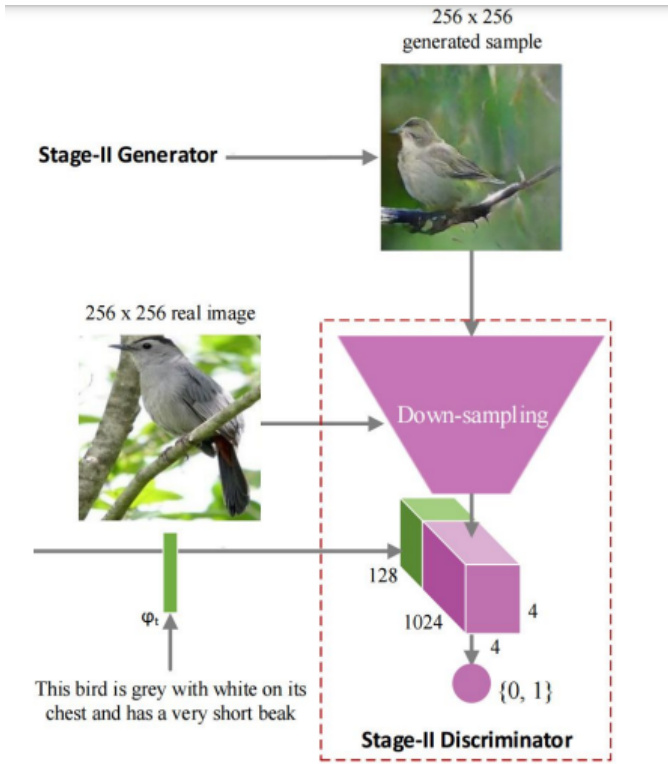 256 x 256
generated sample
Stage-II Generator
256 x 256 real image
Down-sampling
128
1024
4
4
φₜ
{0, 1}
This bird is grey with white on its
chest and has a very short beak
Stage-II Discriminator